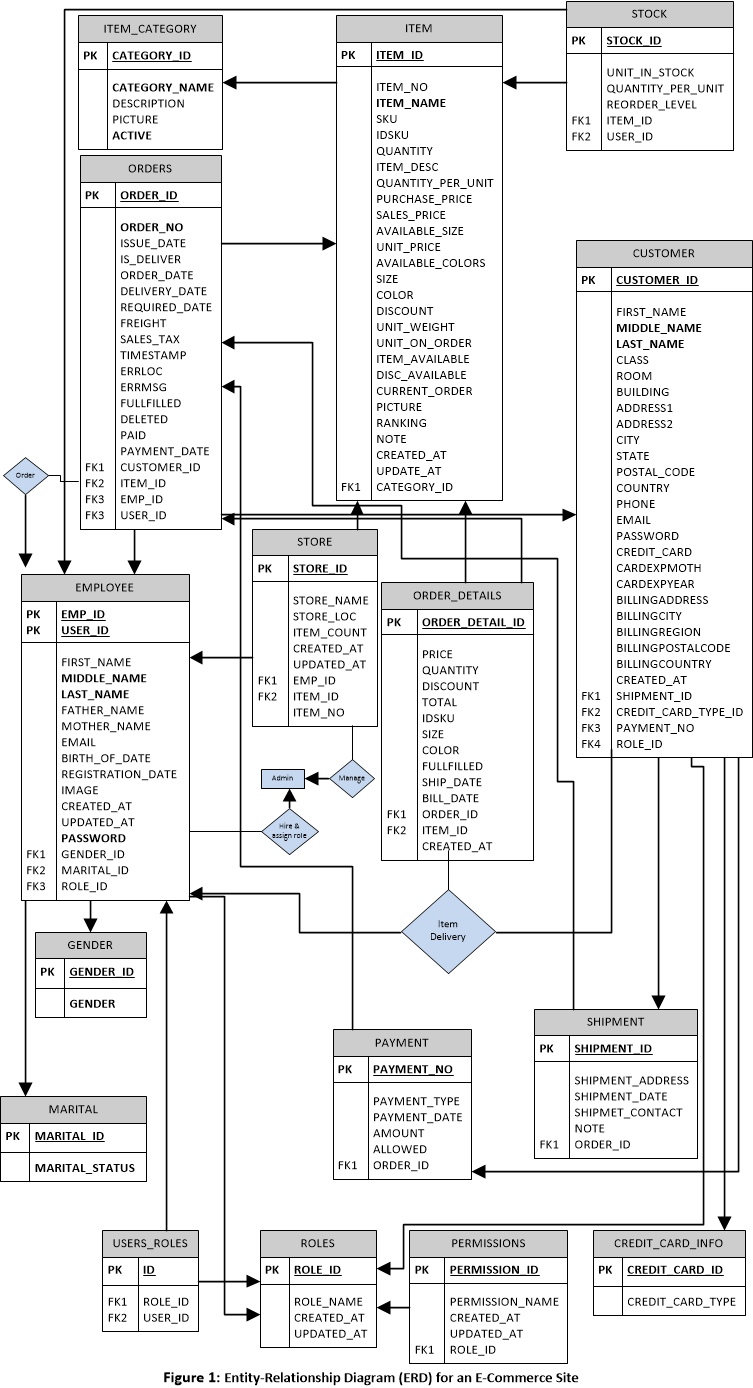 ITEM_CATEGORY
PK CATEGORY_ID
CATEGORY_NAME
DESCRIPTION
PICTURE
ACTIVE
ITEM
PK ITEM_ID
ITEM_NO
ITEM_NAME
SKU
IDSKU
QUANTITY
ITEM_DESC
QUANTITY_PER_UNIT
PURCHASE_PRICE
SALES_PRICE
AVAILABLE_SIZE
UNIT_PRICE
AVAILABLE_COLORS
SIZE
COLOR
DISCOUNT
UNIT_WEIGHT
UNIT_ON_ORDER
ITEM_AVAILABLE
DISC_AVAILABLE
CURRENT_ORDER
PICTURE
RANKING
NOTE
CREATED_AT
UPDATE_AT
FK1 CATEGORY_ID
STOCK
PK STOCK_ID
UNIT_IN_STOCK
QUANTITY_PER_UNIT
REORDER_LEVEL
FK1 ITEM_ID
FK2 USER_ID
ORDERS
PK ORDER_ID
ORDER_NO
ISSUE_DATE
IS_DELIVER
ORDER_DATE
DELIVERY_DATE
REQUIRED_DATE
FREIGHT
SALES_TAX
TIMESTAMP
ERRLOC
ERRMSG
FULLFILLED
DELETED
PAID
PAYMENT_DATE
FK1 CUSTOMER_ID
FK2 ITEM_ID
FK3 EMP_ID
FK3 USER_ID
CUSTOMER
PK CUSTOMER_ID
FIRST_NAME
MIDDLE_NAME
LAST_NAME
CLASS
ROOM
BUILDING
ADDRESS1
ADDRESS2
CITY
STATE
POSTAL_CODE
COUNTRY
PHONE
EMAIL
PASSWORD
CREDIT_CARD
CARDEXPMOTH
CARDEXPYEAR
BILLINGADDRESS
BILLINGCITY
BILLINGREGION
BILLINGPOSTALCODE
BILLINGCOUNTRY
CREATED_AT
FK1 SHIPMENT_ID
FK2 CREDIT_CARD_TYPE_ID
FK3 PAYMENT_NO
FK4 ROLE_ID
Order
EMPLOYEE
PK EMP_ID
PK USER_ID
FIRST_NAME
MIDDLE_NAME
LAST_NAME
FATHER_NAME
MOTHER_NAME
EMAIL
BIRTH_OF_DATE
REGISTRATION_DATE
IMAGE
CREATED_AT
UPDATED_AT
PASSWORD
FK1 GENDER_ID
FK2 MARITAL_ID
FK3 ROLE_ID
STORE
PK STORE_ID
STORE_NAME
STORE_LOC
ITEM_COUNT
CREATED_AT
UPDATED_AT
FK1 EMP_ID
FK2 ITEM_ID
ITEM_NO
ORDER_DETAILS
PK ORDER_DETAIL_ID
PRICE
QUANTITY
DISCOUNT
TOTAL
IDSKU
SIZE
COLOR
FULLFILLED
SHIP_DATE
BILL_DATE
FK1 ORDER_ID
FK2 ITEM_ID
CREATED_AT
Admin
Manage
Hire &
assign role
Item
Delivery
GENDER
PK GENDER_ID
GENDER
MARITAL
PK MARITAL_ID
MARITAL_STATUS
PAYMENT
PK PAYMENT_NO
PAYMENT_TYPE
PAYMENT_DATE
AMOUNT
ALLOWED
FK1 ORDER_ID
SHIPMENT
PK SHIPMENT_ID
SHIPMENT_ADDRESS
SHIPMENT_DATE
SHIPMET_CONTACT
NOTE
FK1 ORDER_ID
USERS_ROLES
PK ID
FK1 ROLE_ID
FK2 USER_ID
ROLES
PK ROLE_ID
ROLE_NAME
CREATED_AT
UPDATED_AT
PERMISSIONS
PK PERMISSION_ID
PERMISSION_NAME
CREATED_AT
UPDATED_AT
FK1 ROLE_ID
CREDIT_CARD_INFO
PK CREDIT_CARD_ID
CREDIT_CARD_TYPE
Figure 1: Entity-Relationship Diagram (ERD) for an E-Commerce Site